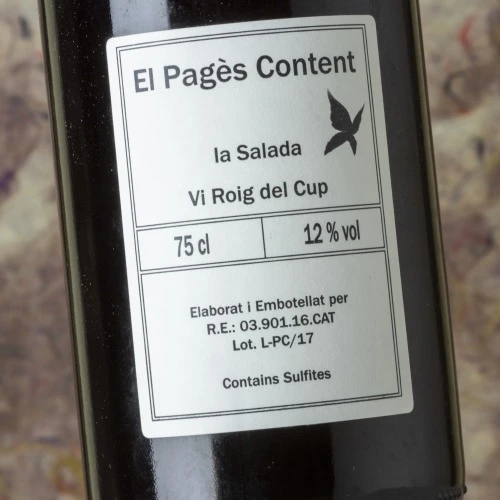 El Pagès Content
la Salada
Vi Roig del Cup
75 cl
12 % vol
Elaborat i Embotellat per
R.E.: 03.901.16.CAT
Lot. L-PC/17
Contains Sulfites